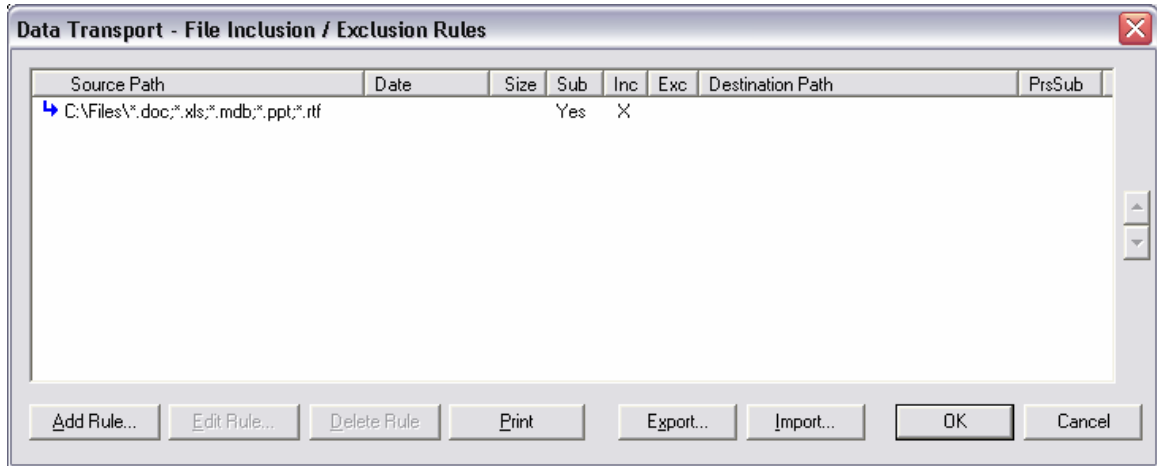 Data Transport - File Inclusion / Exclusion Rules
Source Path Date Size Sub Inc Exc Destination Path PrsSub
C:\Files\*.doc;*.xls;*.mdb;*.ppt;*.rtf Yes X
Add Rule... Edit Rule... Delete Rule Print Export... Import... OK Cancel